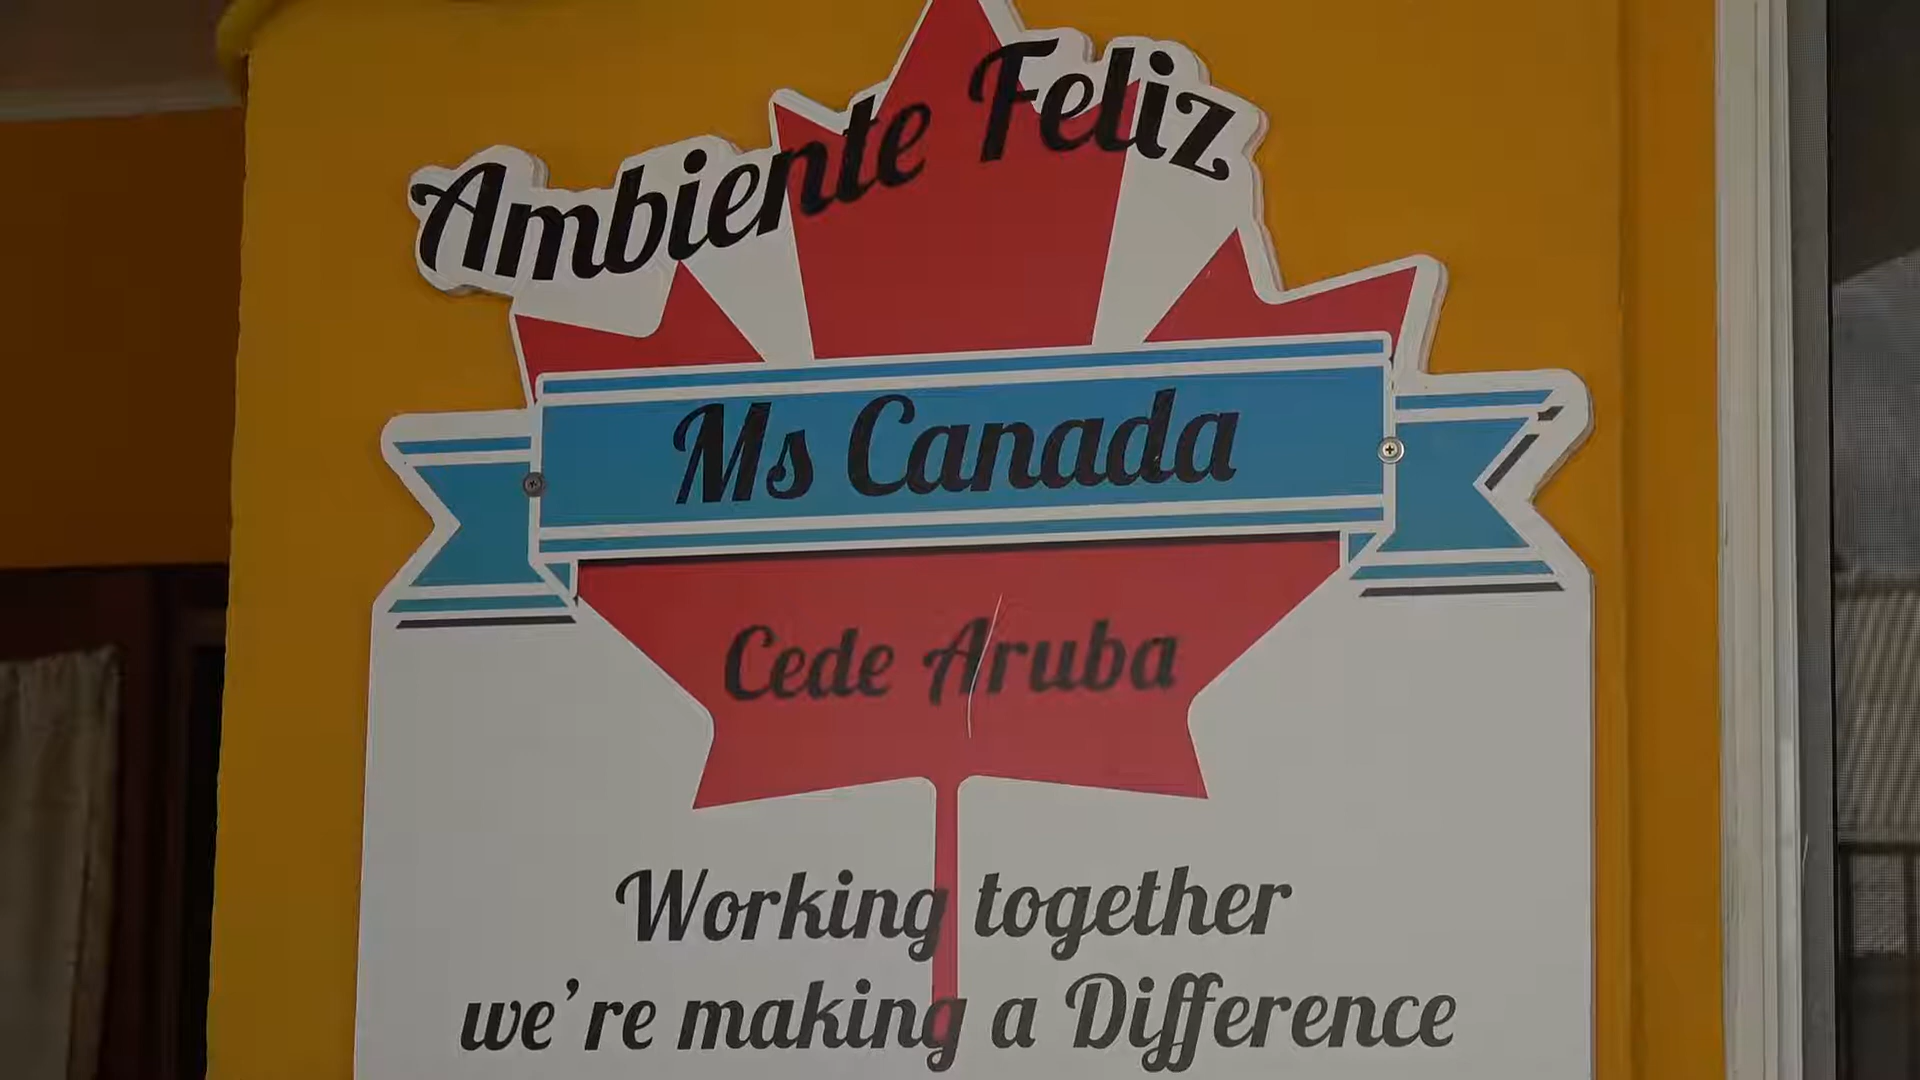 Ambiente Feliz
Ms Canada
Cede Aruba
Working together
we're making a Difference